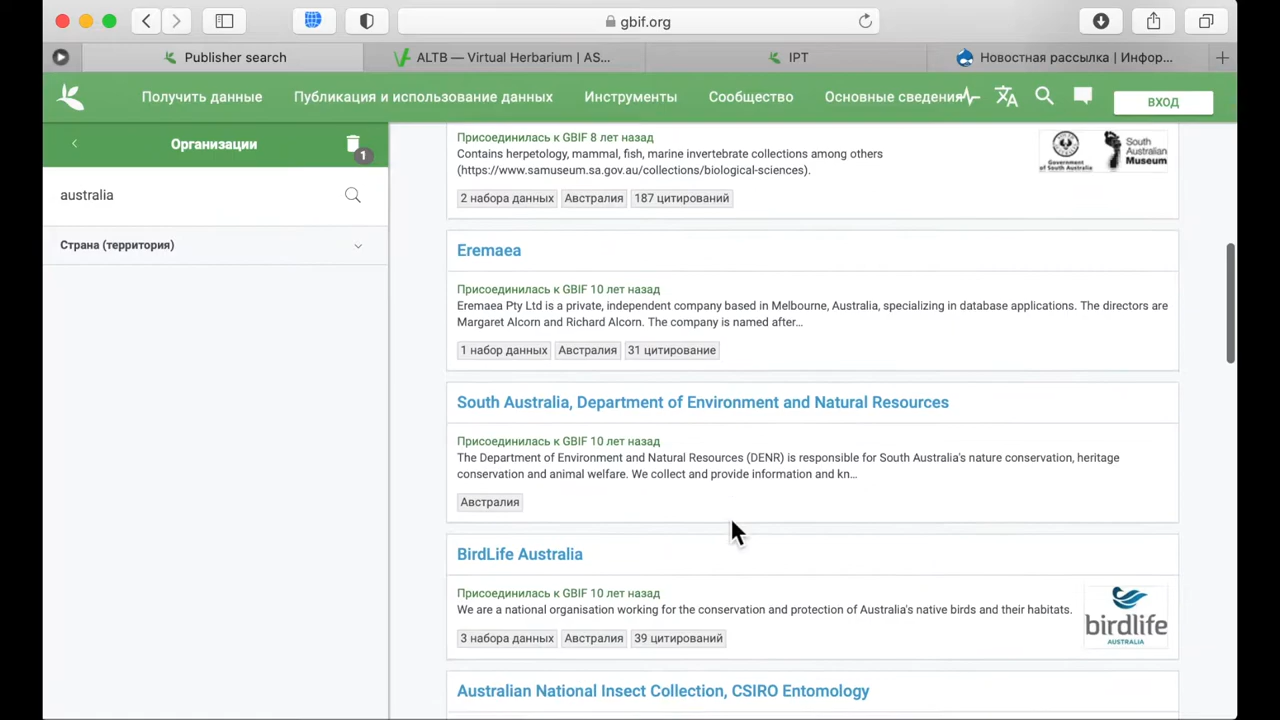 gbif.org
Publisher search
ALTB — Virtual Herbarium | AS...
IPT
Новостная рассылка | Инфор...
Получить данные
Публикация и использование данных
Инструменты
Сообщество
Основные сведения
ВХОД
Организации
1
australia
Страна (территория)
Присоединилась к GBIF 8 лет назад
Contains herpetology, mammal, fish, marine invertebrate collections among others
(https://www.samuseum.sa.gov.au/collections/biological-sciences).
2 набора данных
Австралия
187 цитирований
Government
of South Australia
South
Australian
Museum
Eremaea
Присоединилась к GBIF 10 лет назад
Eremaea Pty Ltd is a private, independent company based in Melbourne, Australia, specializing in database applications. The directors are
Margaret Alcorn and Richard Alcorn. The company is named after...
1 набор данных
Австралия
31 цитирование
South Australia, Department of Environment and Natural Resources
Присоединилась к GBIF 10 лет назад
The Department of Environment and Natural Resources (DENR) is responsible for South Australia's nature conservation, heritage
conservation and animal welfare. We collect and provide information and kn...
Австралия
BirdLife Australia
Присоединилась к GBIF 10 лет назад
We are a national organisation working for the conservation and protection of Australia's native birds and their habitats.
3 набора данных
Австралия
39 цитирований
birdlife
AUSTRALIA
Australian National Insect Collection, CSIRO Entomology